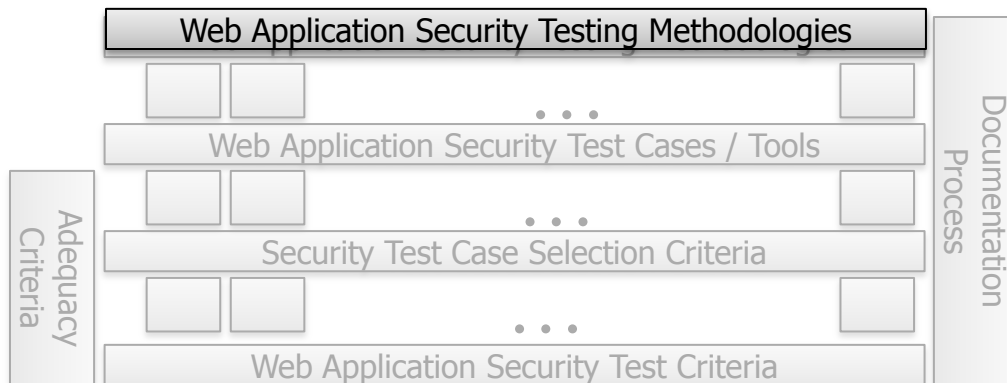 Web Application Security Testing Methodologies
Web Application Security Test Cases / Tools
Security Test Case Selection Criteria
Web Application Security Test Criteria
Adequacy
Criteria
Documentation
Process